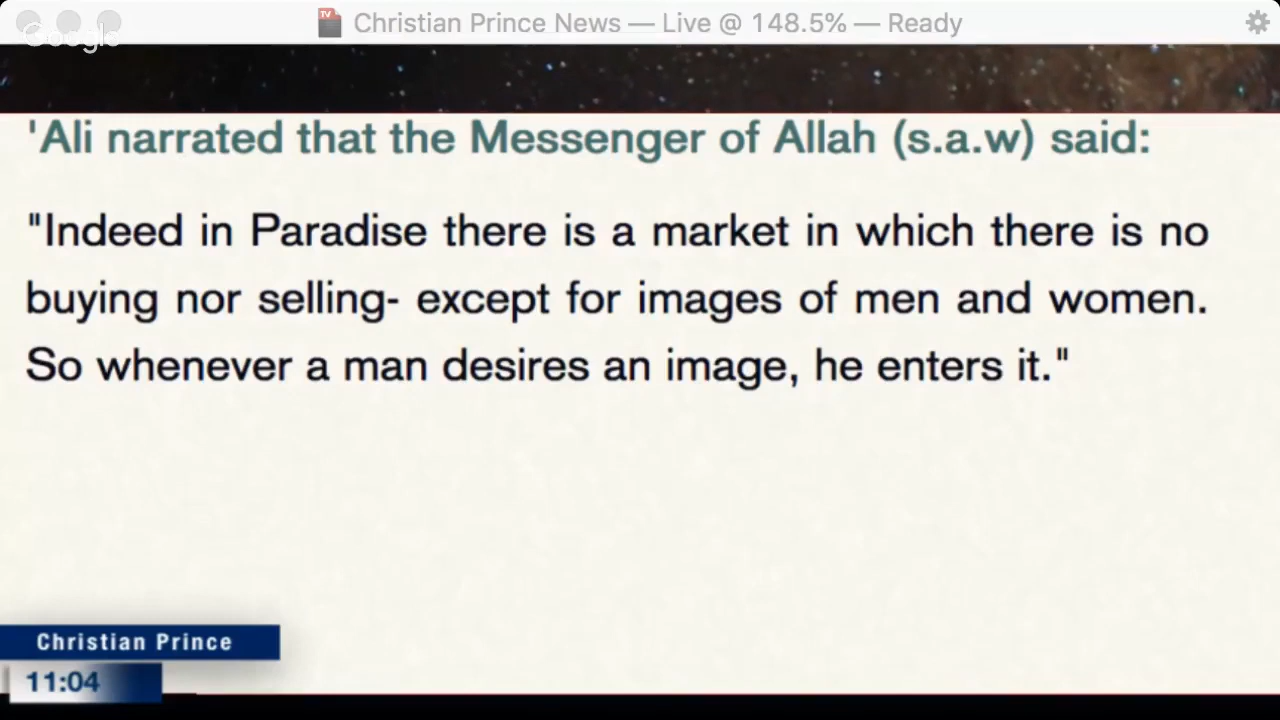 Christian Prince News — Live @ 148.5% — Ready
Google
TV
'Ali narrated that the Messenger of Allah (s.a.w) said:
"Indeed in Paradise there is a market in which there is no
buying nor selling- except for images of men and women.
So whenever a man desires an image, he enters it."
Christian Prince
11:04